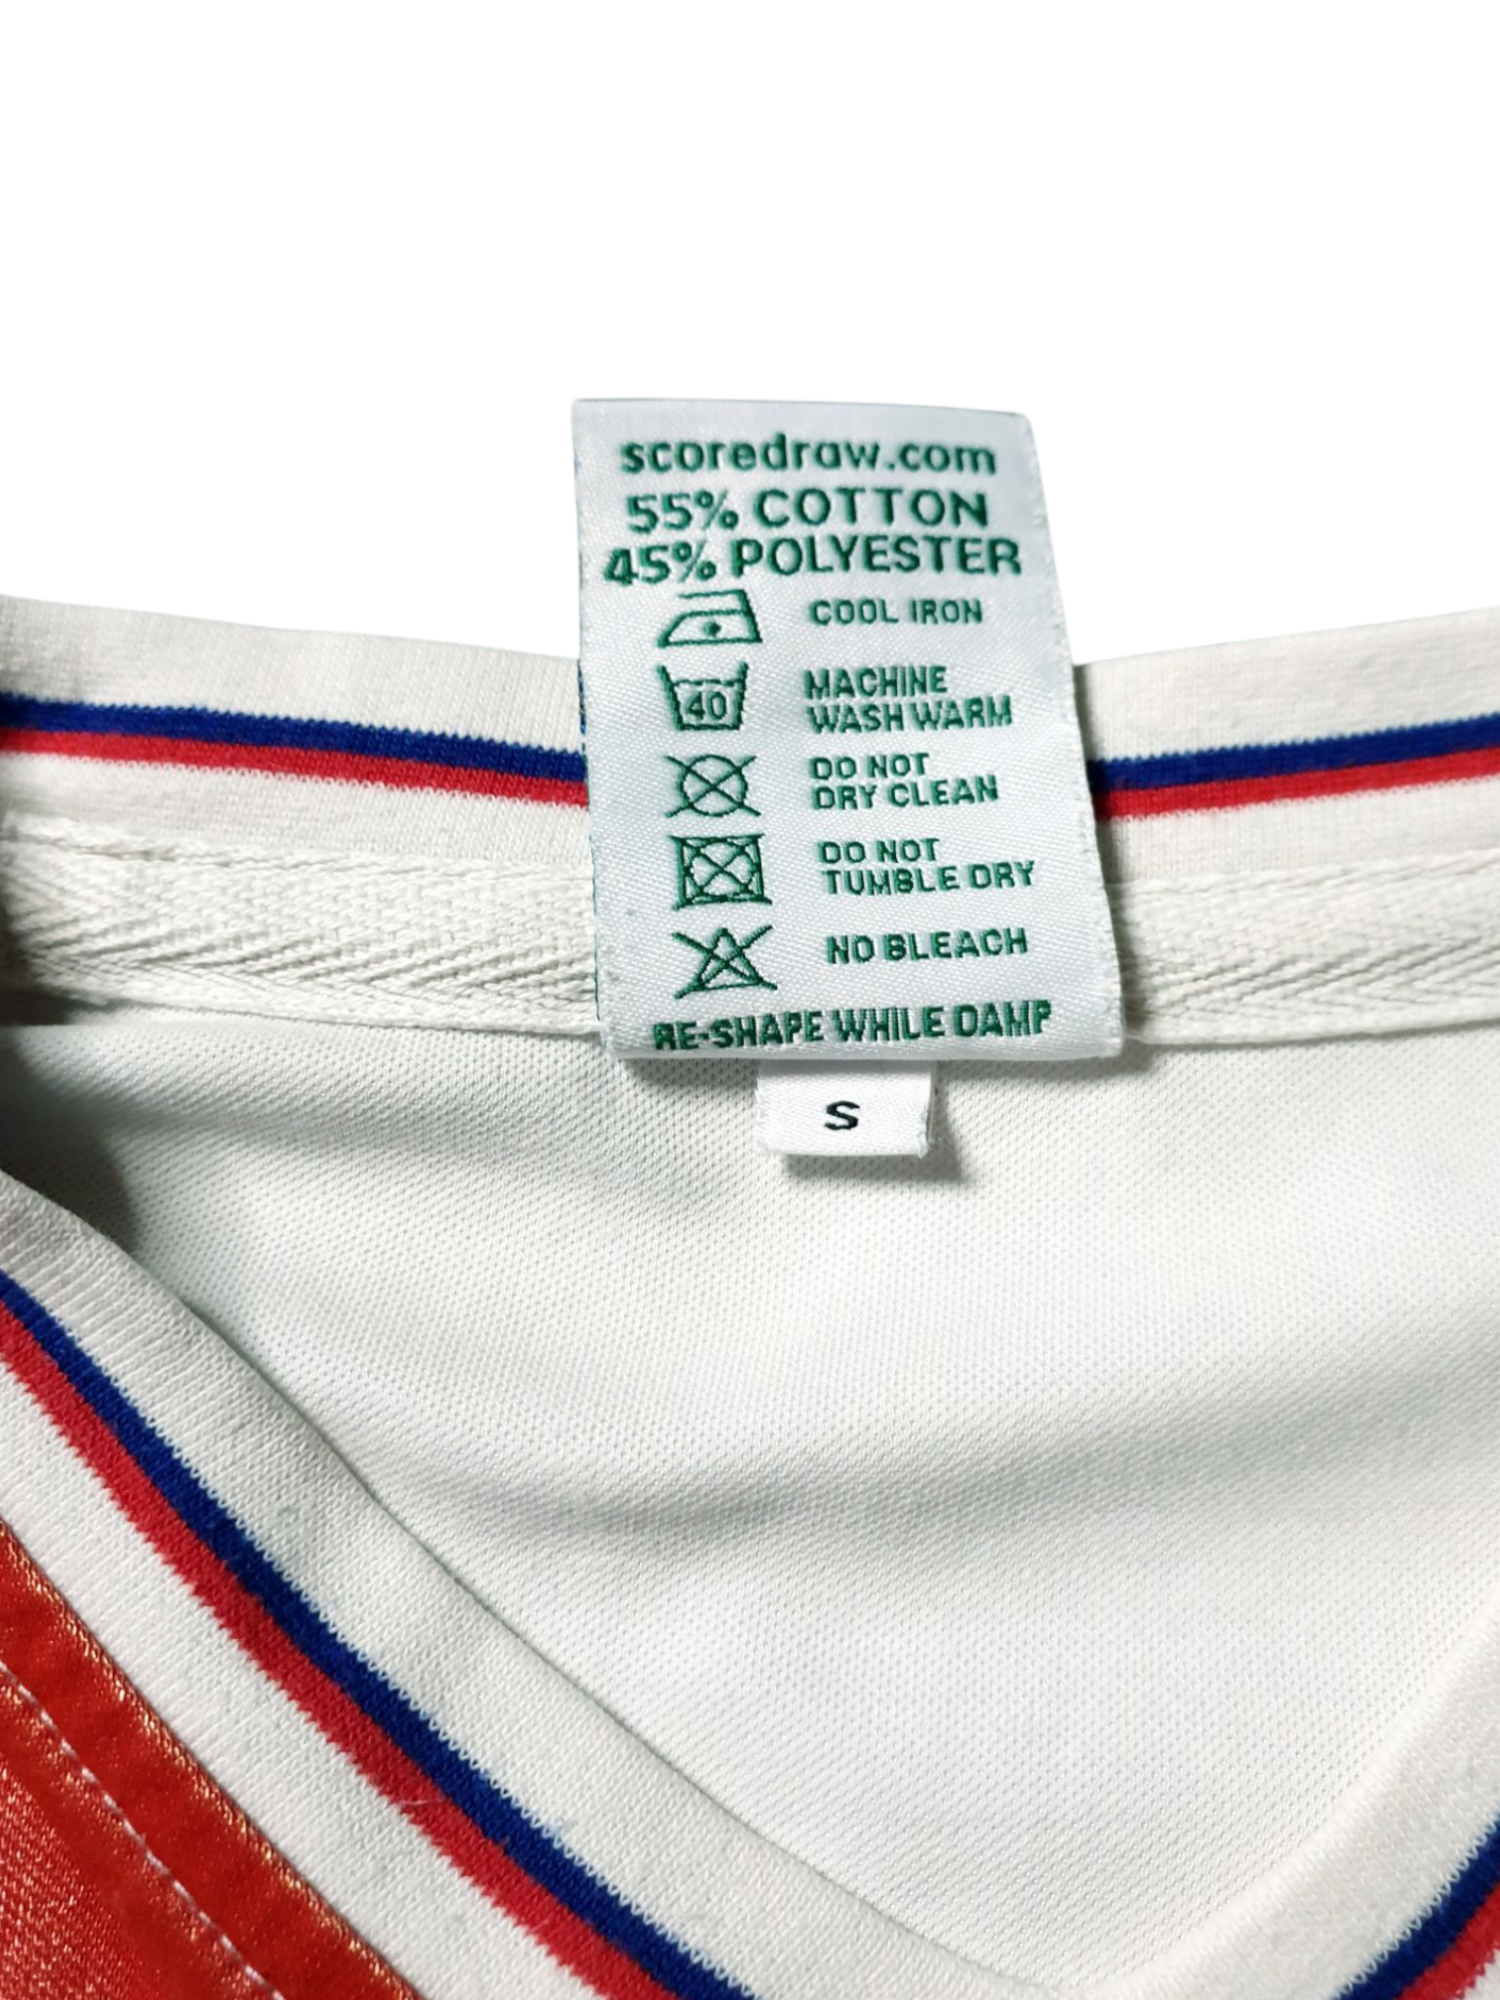 scoredraw.com
55% COTTON
45% POLYESTER
COOL IRON
40
MACHINE
WASH WARM
DO NOT
DRY CLEAN
DO NOT
TUMBLE DRY
NO BLEACH
RE-SHAPE WHILE DAMP
S